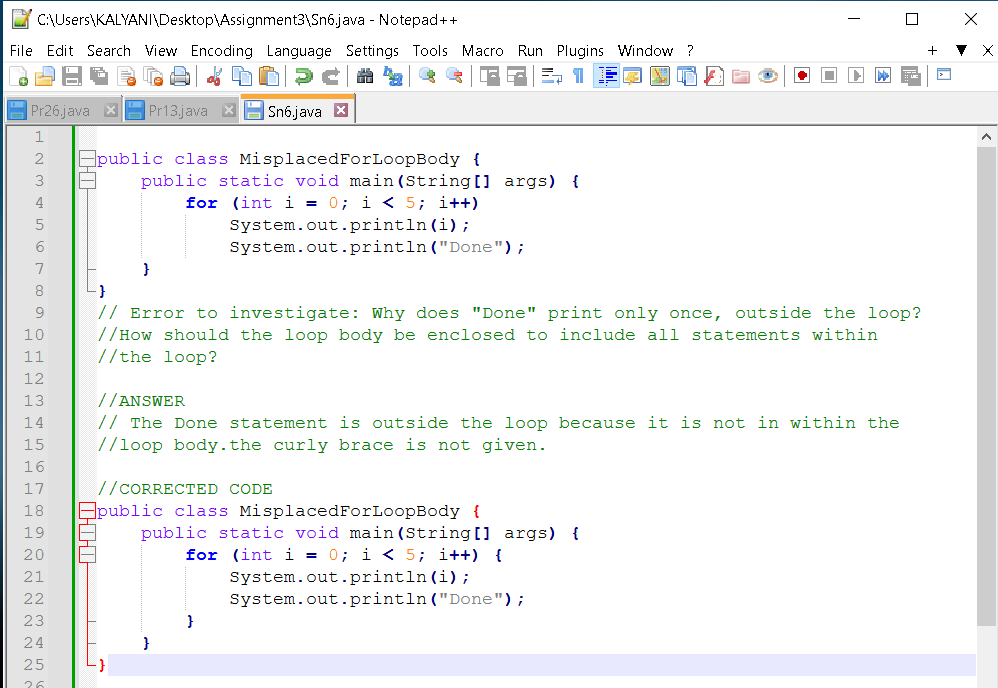 C:\Users\KALYANI\Desktop\Assignment3\Sn6.java - Notepad++
File Edit Search View Encoding Language Settings Tools Macro Run Plugins Window ? + ▼ X
Pr26.java Pr13.java Sn6.java
1
2 public class MisplacedForLoopBody {
3 public static void main(String[] args) {
4 for (int i = 0; i < 5; i++)
5 System.out.println(i);
6 System.out.println("Done");
7 }
8 }
9 // Error to investigate: Why does "Done" print only once, outside the loop?
10 //How should the loop body be enclosed to include all statements within
11 //the loop?
12
13 //ANSWER
14 // The Done statement is outside the loop because it is not in within the
15 //loop body.the curly brace is not given.
16
17 //CORRECTED CODE
18 public class MisplacedForLoopBody {
19 public static void main(String[] args) {
20 for (int i = 0; i < 5; i++) {
21 System.out.println(i);
22 System.out.println("Done");
23 }
24 }
25 }
26